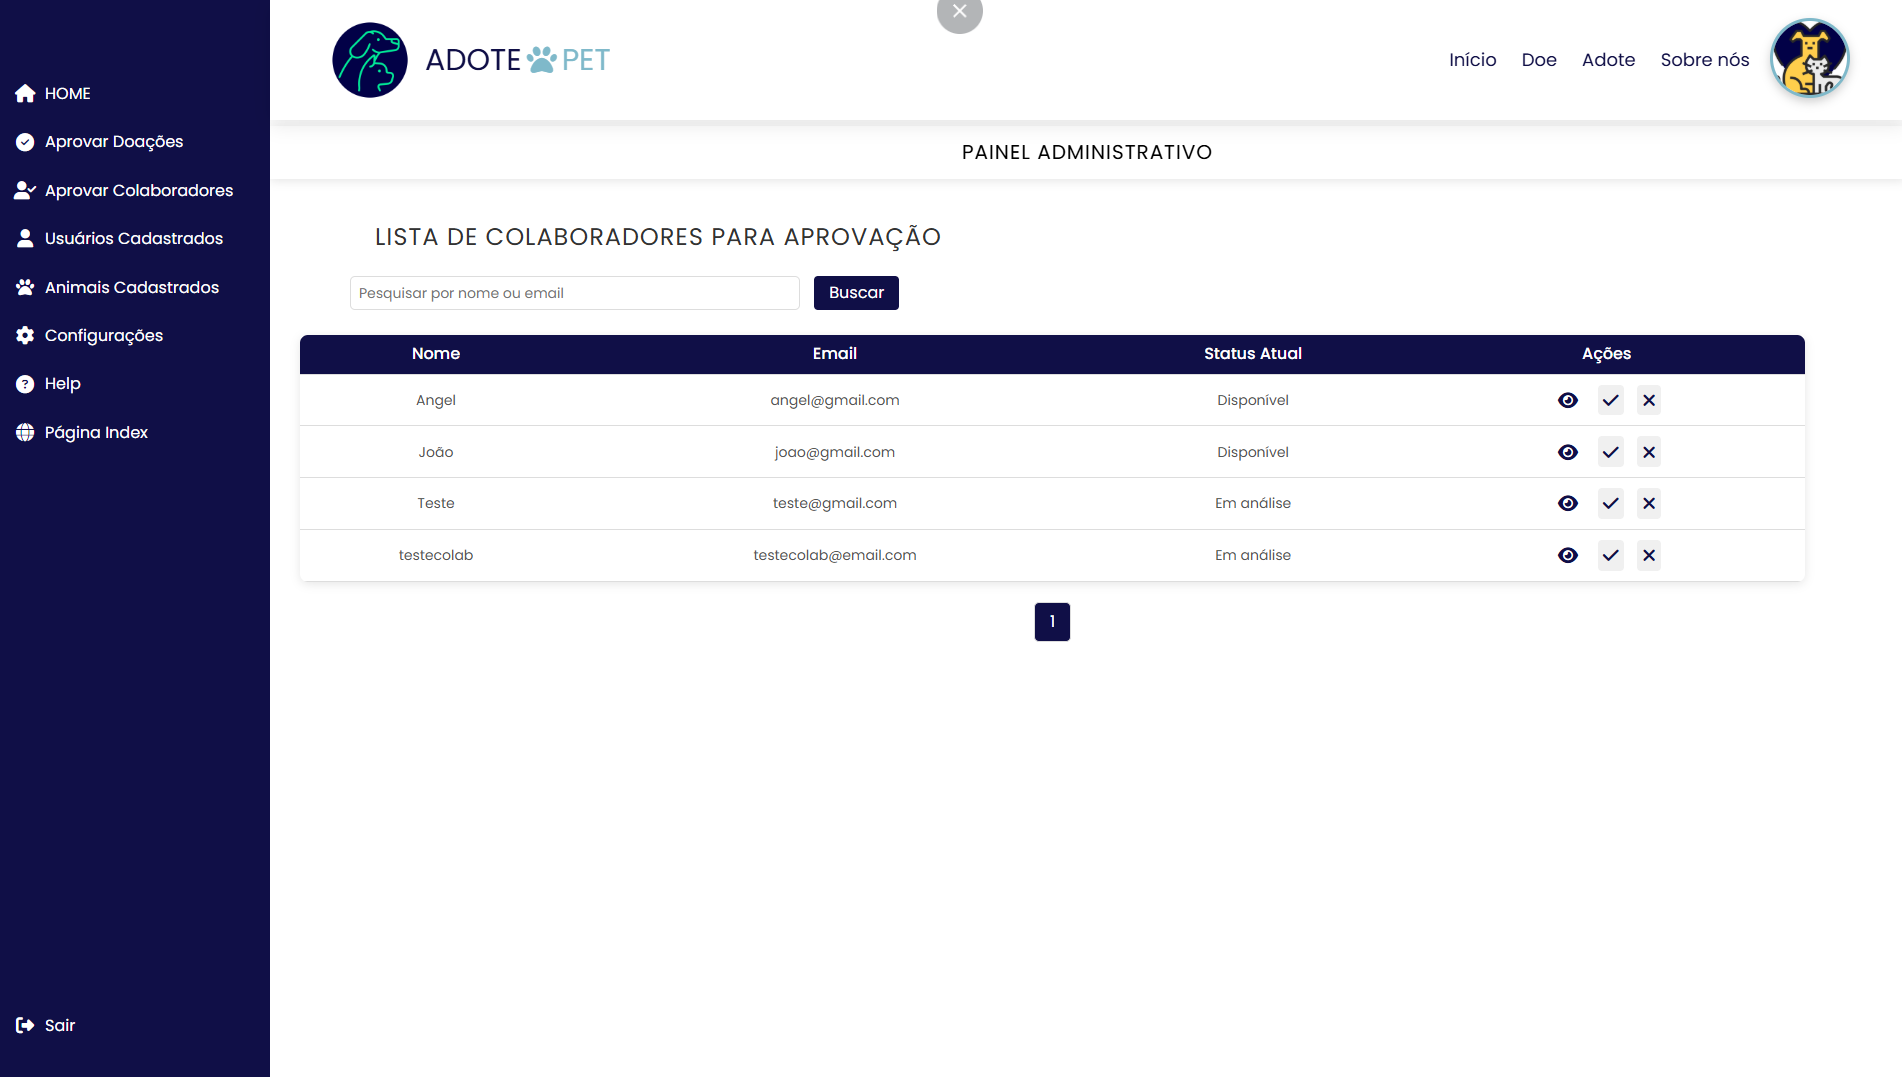 HOME
Aprovar Doações
Aprovar Colaboradores
Usuários Cadastrados
Animais Cadastrados
Configurações
Help
Página Index
Sair
ADOTE PET
Início Doe Adote Sobre nós
PAINEL ADMINISTRATIVO
LISTA DE COLABORADORES PARA APROVAÇÃO
Pesquisar por nome ou email Buscar
Nome Email Status Atual Ações
Angel angel@gmail.com Disponível
João joao@gmail.com Disponível
Teste teste@gmail.com Em análise
testecolab testecolab@email.com Em análise
1